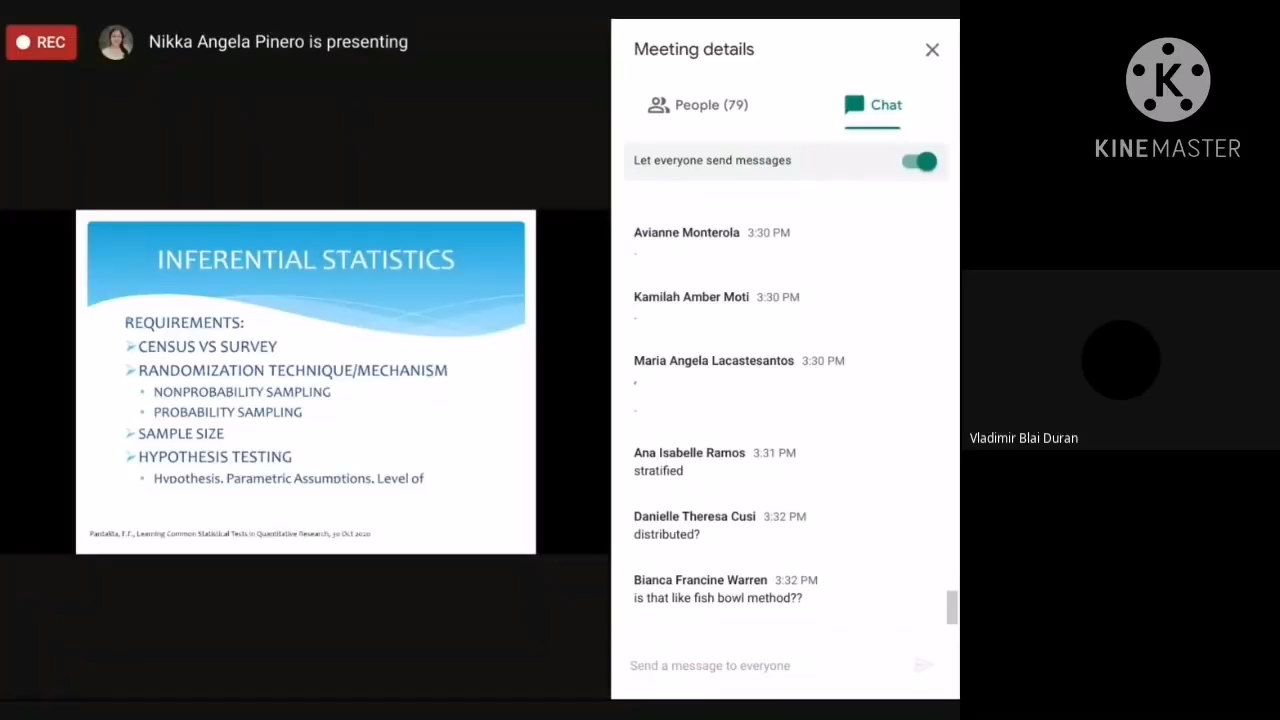 REC
Nikka Angela Pinero is presenting
INFERENTIAL STATISTICS
REQUIREMENTS:
CENSUS VS SURVEY
RANDOMIZATION TECHNIQUE/MECHANISM
NONPROBABILITY SAMPLING
PROBABILITY SAMPLING
SAMPLE SIZE
HYPOTHESIS TESTING
Hypothesis, Parametric Assumptions, Level of
Learning Common Statistical Tests in Quantitative Research, 30 Oct 2020
Meeting details
People (79)
Chat
Let everyone send messages
Avianne Monterola 3:30 PM
.
Kamilah Amber Moti 3:30 PM
.
Maria Angela Lacastesantos 3:30 PM
,
.
Ana Isabelle Ramos 3:31 PM
stratified
Danielle Theresa Cusi 3:32 PM
distributed?
Bianca Francine Warren 3:32 PM
is that like fish bowl method??
Send a message to everyone
K
KINEMASTER
Vladimir Blai Duran